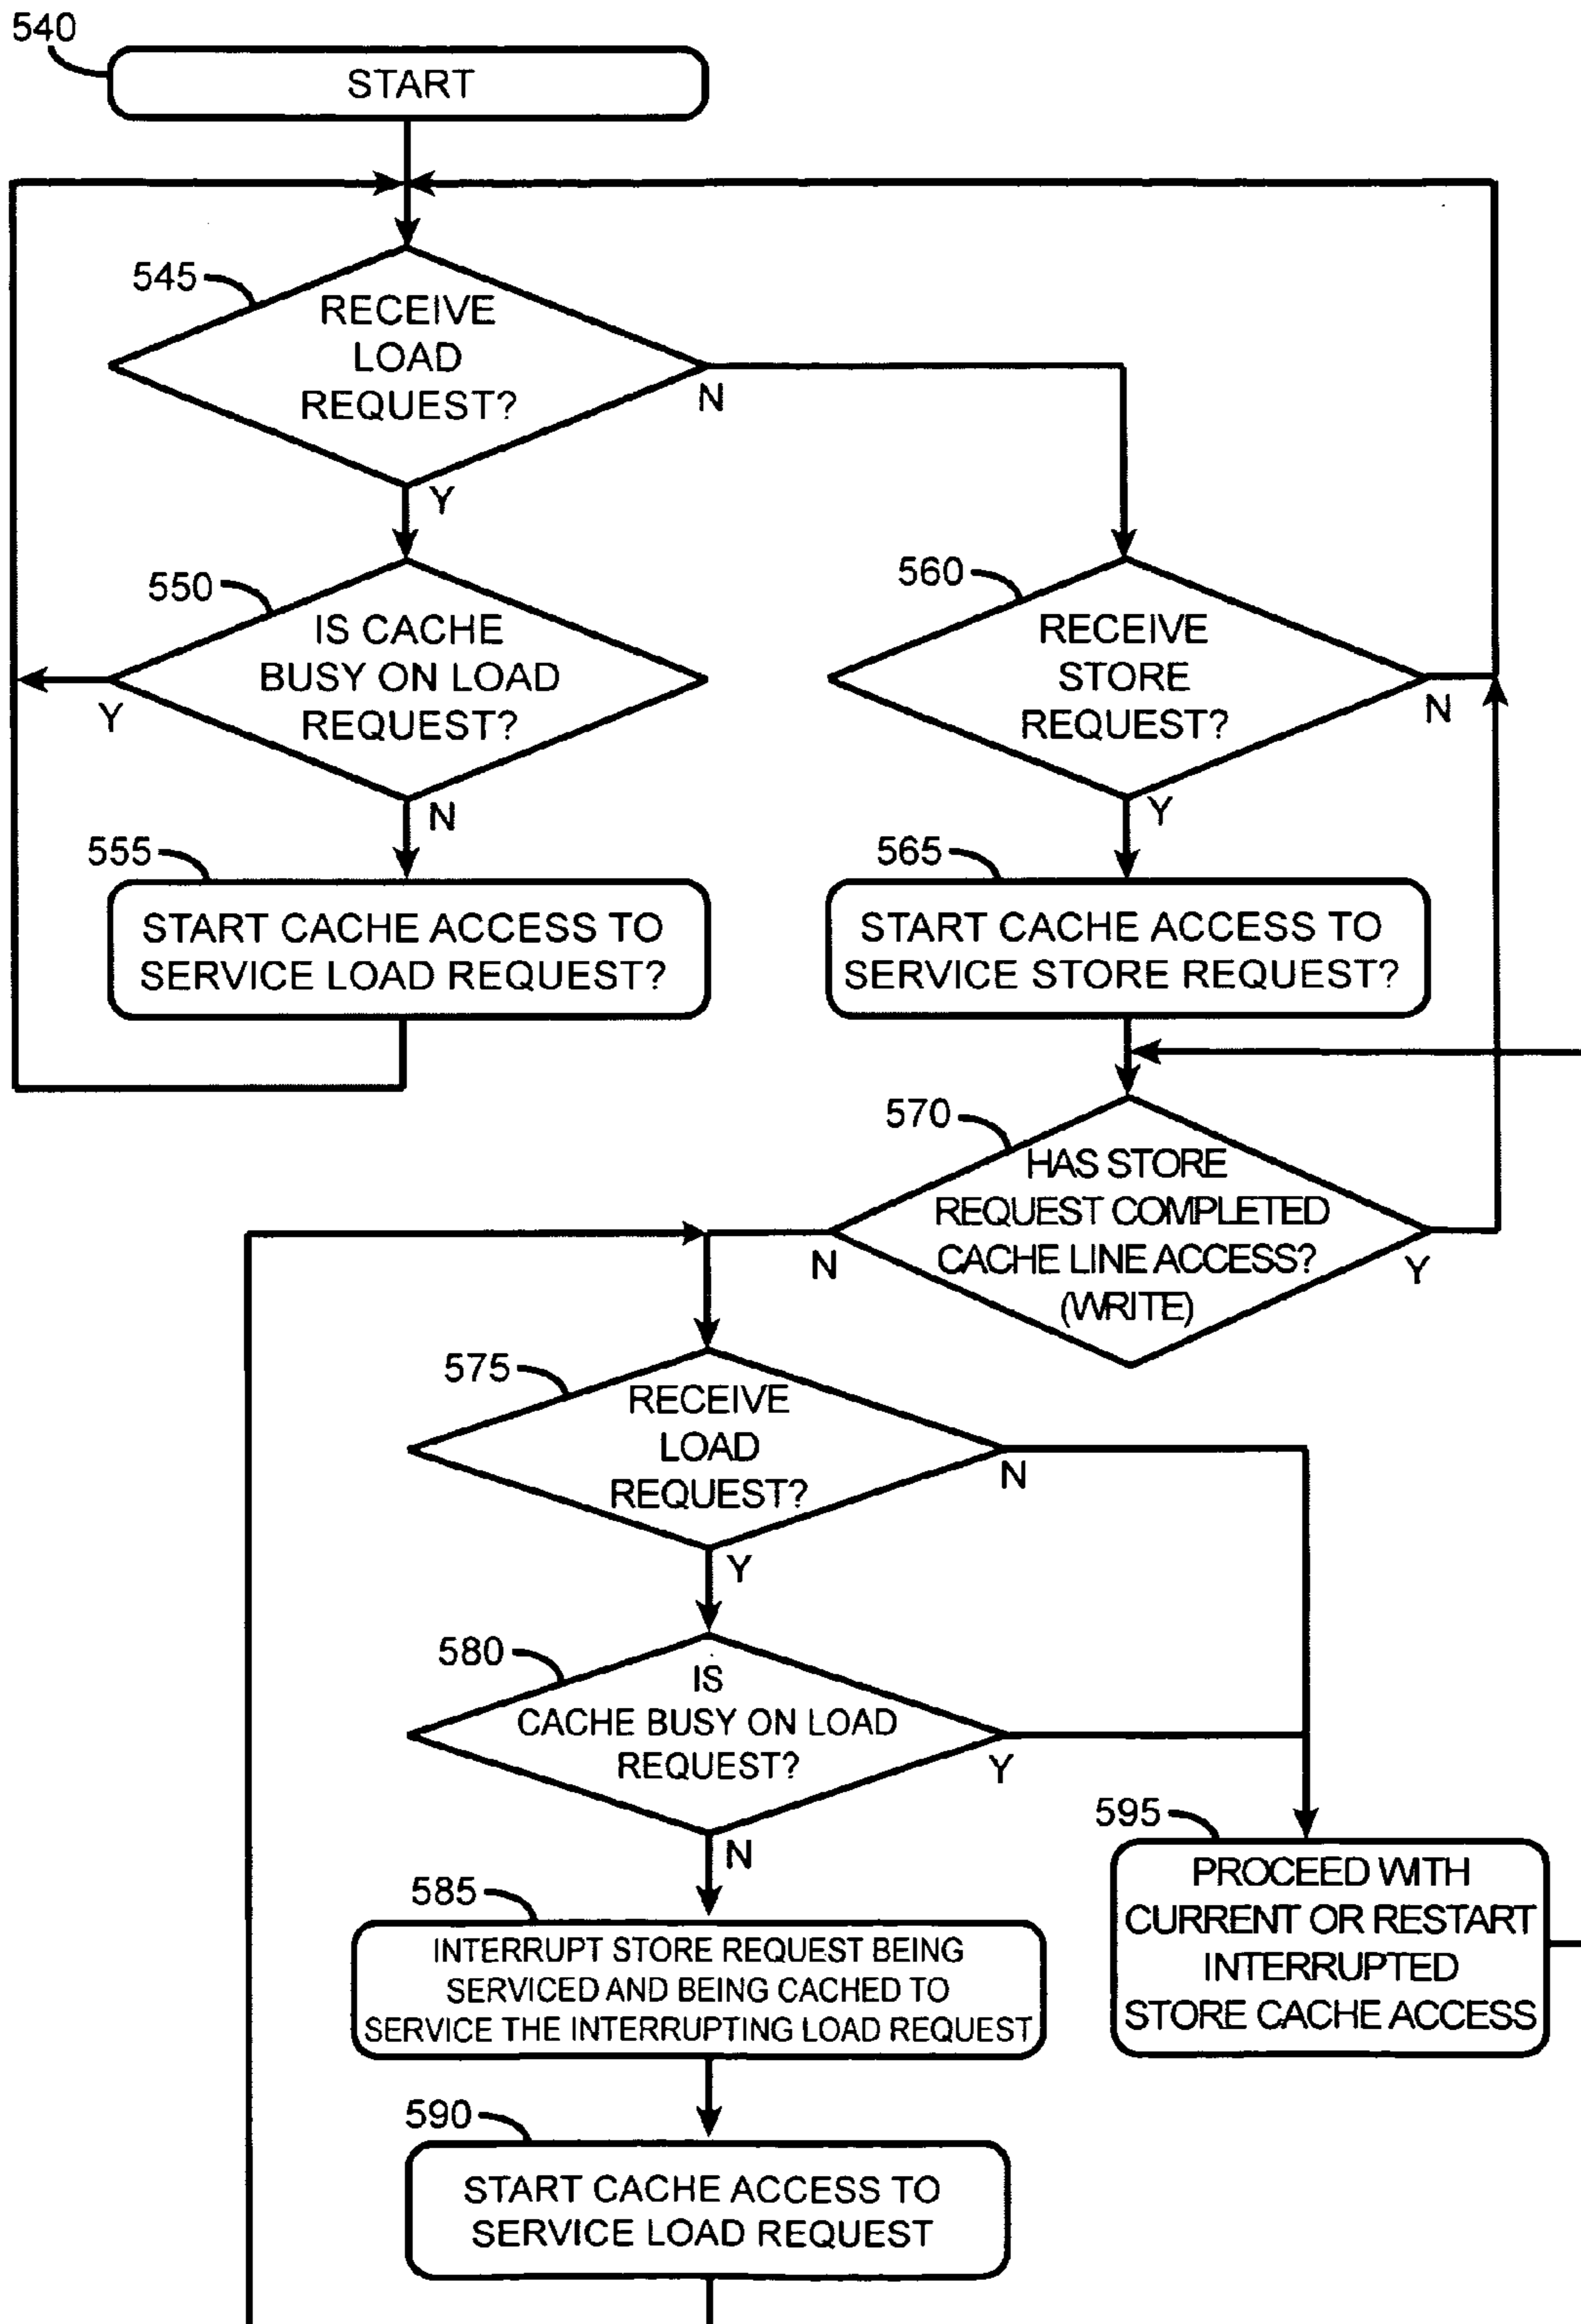 540
START
545
RECEIVE
LOAD
REQUEST?
N
Y
550
IS CACHE
BUSY ON LOAD
REQUEST?
Y
N
560
RECEIVE
STORE
REQUEST?
N
Y
555
START CACHE ACCESS TO
SERVICE LOAD REQUEST?
565
START CACHE ACCESS TO
SERVICE STORE REQUEST?
570
HAS STORE
REQUEST COMPLETED
CACHE LINE ACCESS?
(WRITE)
N
Y
575
RECEIVE
LOAD
REQUEST?
N
Y
580
IS
CACHE BUSY ON LOAD
REQUEST?
Y
N
585
INTERRUPT STORE REQUEST BEING
SERVICED AND BEING CACHED TO
SERVICE THE INTERRUPTING LOAD REQUEST
595
PROCEED WITH
CURRENT OR RESTART
INTERRUPTED
STORE CACHE ACCESS
590
START CACHE ACCESS TO
SERVICE LOAD REQUEST